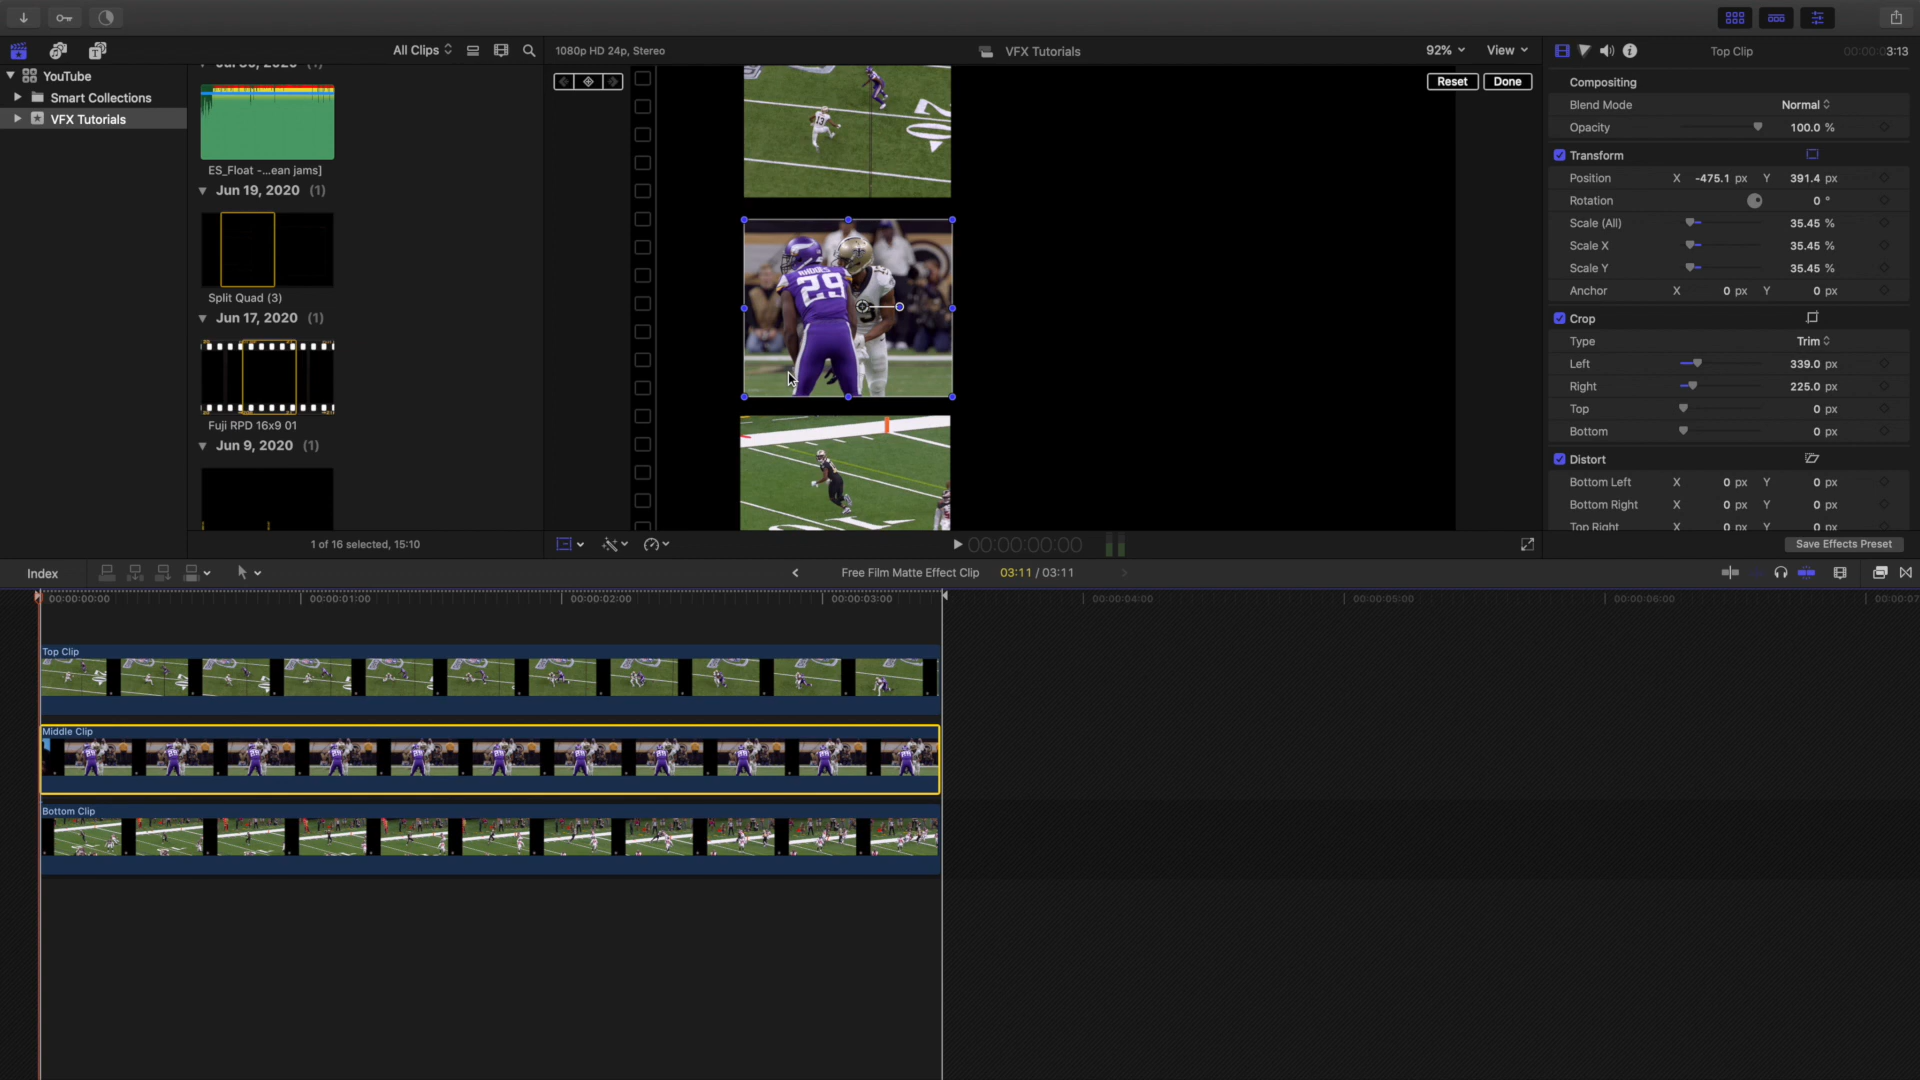 All Clips
1080p HD 24p, Stereo
VFX Tutorials
92%
View
Top Clip
3:13
YouTube
Smart Collections
VFX Tutorials
ES_Float -...ean jams]
Jun 19, 2020 (1)
Split Quad (3)
Jun 17, 2020 (1)
Fuji RPD 16x9 01
Jun 9, 2020 (1)
1 of 16 selected, 15:10
Reset
Done
13
RHODES
29
00:00:00:00
Compositing
Blend Mode Normal
Opacity 100.0 %
Transform
Position X -475.1 px Y 391.4 px
Rotation 0 °
Scale (All) 35.45 %
Scale X 35.45 %
Scale Y 35.45 %
Anchor X 0 px Y 0 px
Crop
Type Trim
Left 339.0 px
Right 225.0 px
Top 0 px
Bottom 0 px
Distort
Bottom Left X 0 px Y 0 px
Bottom Right X 0 px Y 0 px
Top Right X 0 px Y 0 px
Save Effects Preset
Index
Free Film Matte Effect Clip 03:11 / 03:11
00:00:00:00 00:00:01:00 00:00:02:00 00:00:03:00 00:00:04:00 00:00:05:00 00:00:06:00
Top Clip
Middle Clip
Bottom Clip